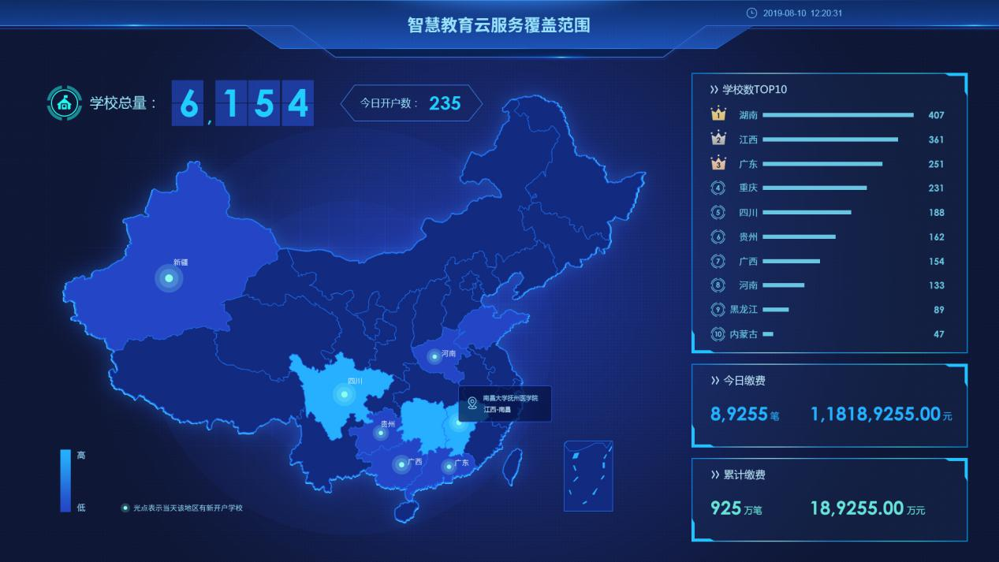 智慧教育云服务覆盖范围
2019-08-10 12:20:31
学校总量：
6,154
今日开户数： 235
新疆
河南
四川
南昌大学抚州医学院
江西-南昌
贵州
广西
广东
高
低
光点表示当天该地区有新开户学校
学校数TOP10
1 湖南 407
2 江西 361
3 广东 251
4 重庆 231
5 四川 188
6 贵州 162
7 广西 154
8 河南 133
9 黑龙江 89
10 内蒙古 47
今日缴费
8,9255 笔 1,1818,9255.00 元
累计缴费
925 万笔 18,9255.00 万元